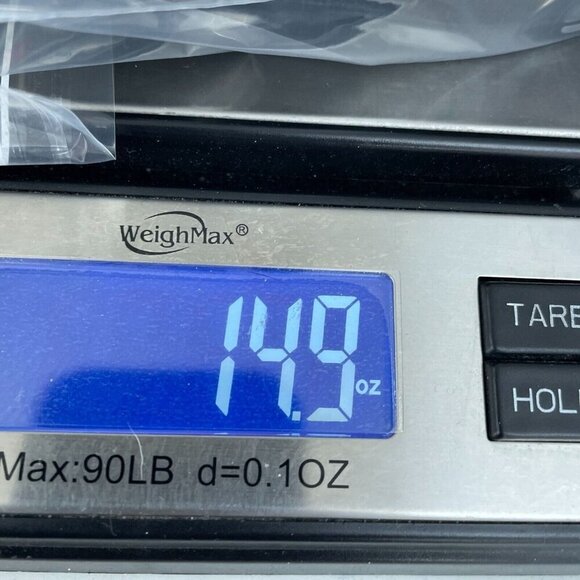 WeighMax®
14.9 oz
TARE
HOLD
Max:90LB d=0.1OZ